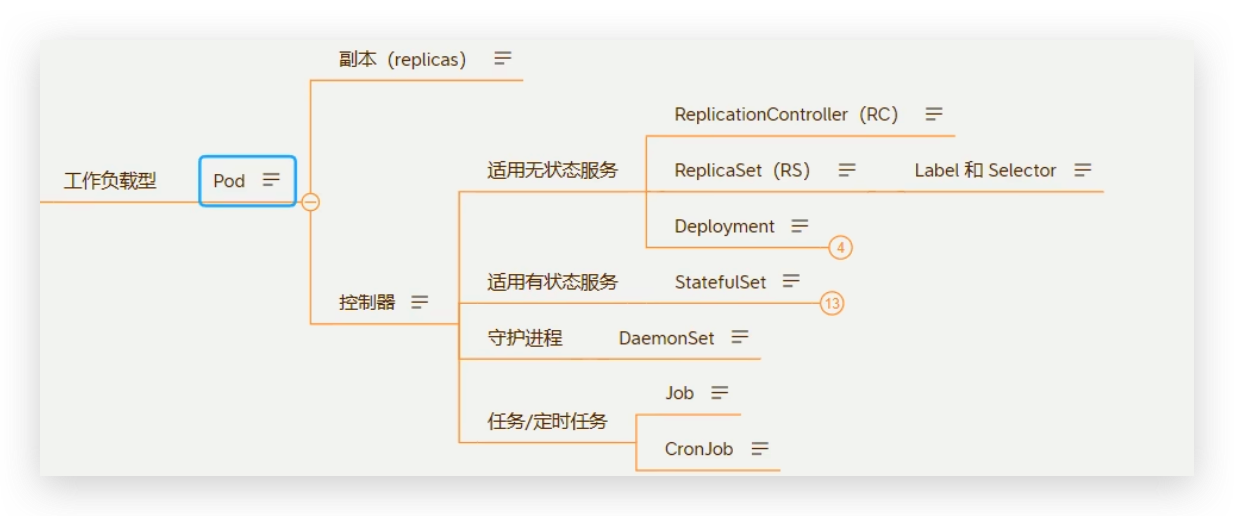 副本（replicas）
ReplicationController（RC）
适用无状态服务
ReplicaSet（RS）
Label 和 Selector
工作负载型
Pod
Deployment
4
适用有状态服务
StatefulSet
13
控制器
守护进程
DaemonSet
Job
任务/定时任务
CronJob